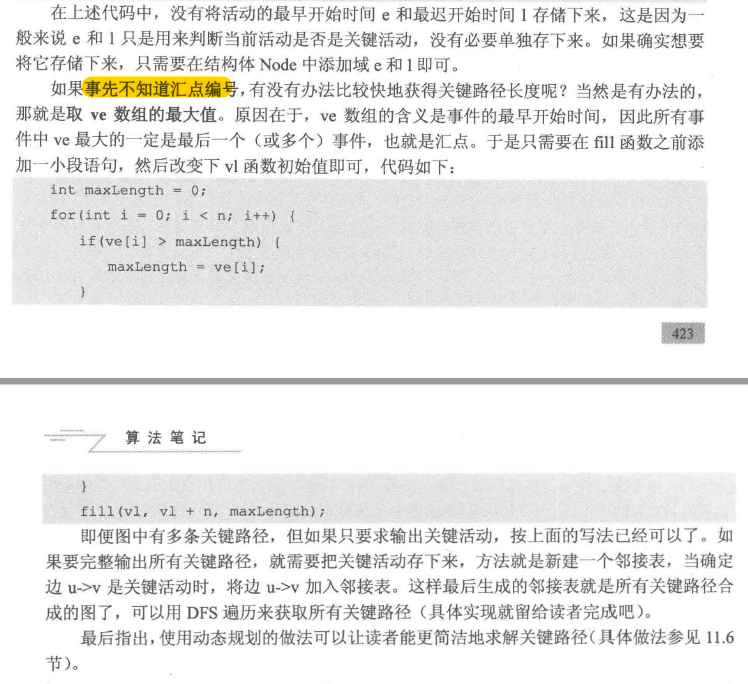 在上述代码中，没有将活动的最早开始时间 e 和最迟开始时间 l 存储下来，这是因为一
般来说 e 和 l 只是用来判断当前活动是否是关键活动，没有必要单独存下来。如果确实想要
将它存储下来，只需要在结构体 Node 中添加域 e 和 l 即可。
如果事先不知道汇点编号，有没有办法比较快地获得关键路径长度呢？当然是有办法的，
那就是取 ve 数组的最大值。原因在于，ve 数组的含义是事件的最早开始时间，因此所有事
件中 ve 最大的一定是最后一个（或多个）事件，也就是汇点。于是只需要在 fill 函数之前添
加一小段语句，然后改变下 vl 函数初始值即可，代码如下：
int maxLength = 0;
for(int i = 0; i < n; i++) {
if(ve[i] > maxLength) {
maxLength = ve[i];
}
423
算法笔记
}
fill(vl, vl + n, maxLength);
即便图中有多条关键路径，但如果只要求输出关键活动，按上面的写法已经可以了。如
果要完整输出所有关键路径，就需要把关键活动存下来，方法就是新建一个邻接表，当确定
边 u->v 是关键活动时，将边 u->v 加入邻接表。这样最后生成的邻接表就是所有关键路径合
成的图了，可以用 DFS 遍历来获取所有关键路径（具体实现就留给读者完成吧）。
最后指出，使用动态规划的做法可以让读者能更简洁地求解关键路径（具体做法参见 11.6
节）。